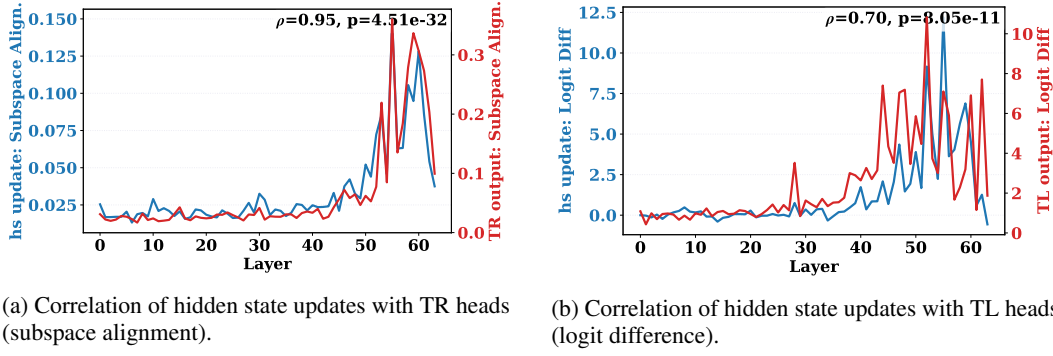 ρ=0.95, p=4.51e-32
hs update: Subspace Align.
0.150
0.125
0.100
0.075
0.050
0.025
TR output: Subspace Align.
0.3
0.2
0.1
0.0
0 10 20 30 40 50 60
Layer
(a) Correlation of hidden state updates with TR heads
(subspace alignment).
ρ=0.70, p=8.05e-11
hs update: Logit Diff
12.5
10.0
7.5
5.0
2.5
0.0
TL output: Logit Diff
10
8
6
4
2
0
0 10 20 30 40 50 60
Layer
(b) Correlation of hidden state updates with TL heads
(logit difference).